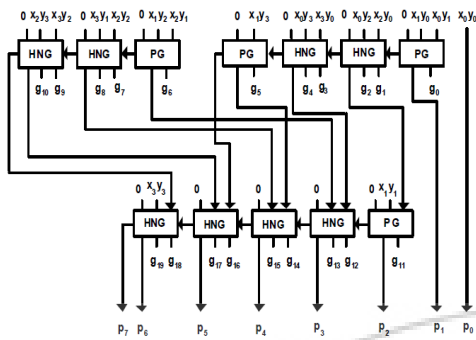 0 x₂y₃ x₃y₂ 0 x₃y₁ x₂y₂ 0 x₁y₂ x₂y₁ 0 x₁y₃ 0 x₀y₃ x₃y₀ 0 x₀y₂ x₂y₀ 0 x₁y₀ x₀y₁ x₀y₀
HNG HNG PG PG HNG HNG PG
g₁₀ g₉ g₈ g₇ g₆ g₅ g₄ g₃ g₂ g₁ g₀
0 x₃y₃ 0 0 0 0 x₁y₁
HNG HNG HNG HNG PG
g₁₉ g₁₈ g₁₇ g₁₆ g₁₅ g₁₄ g₁₃ g₁₂ g₁₁
p₇ p₆ p₅ p₄ p₃ p₂ p₁ p₀